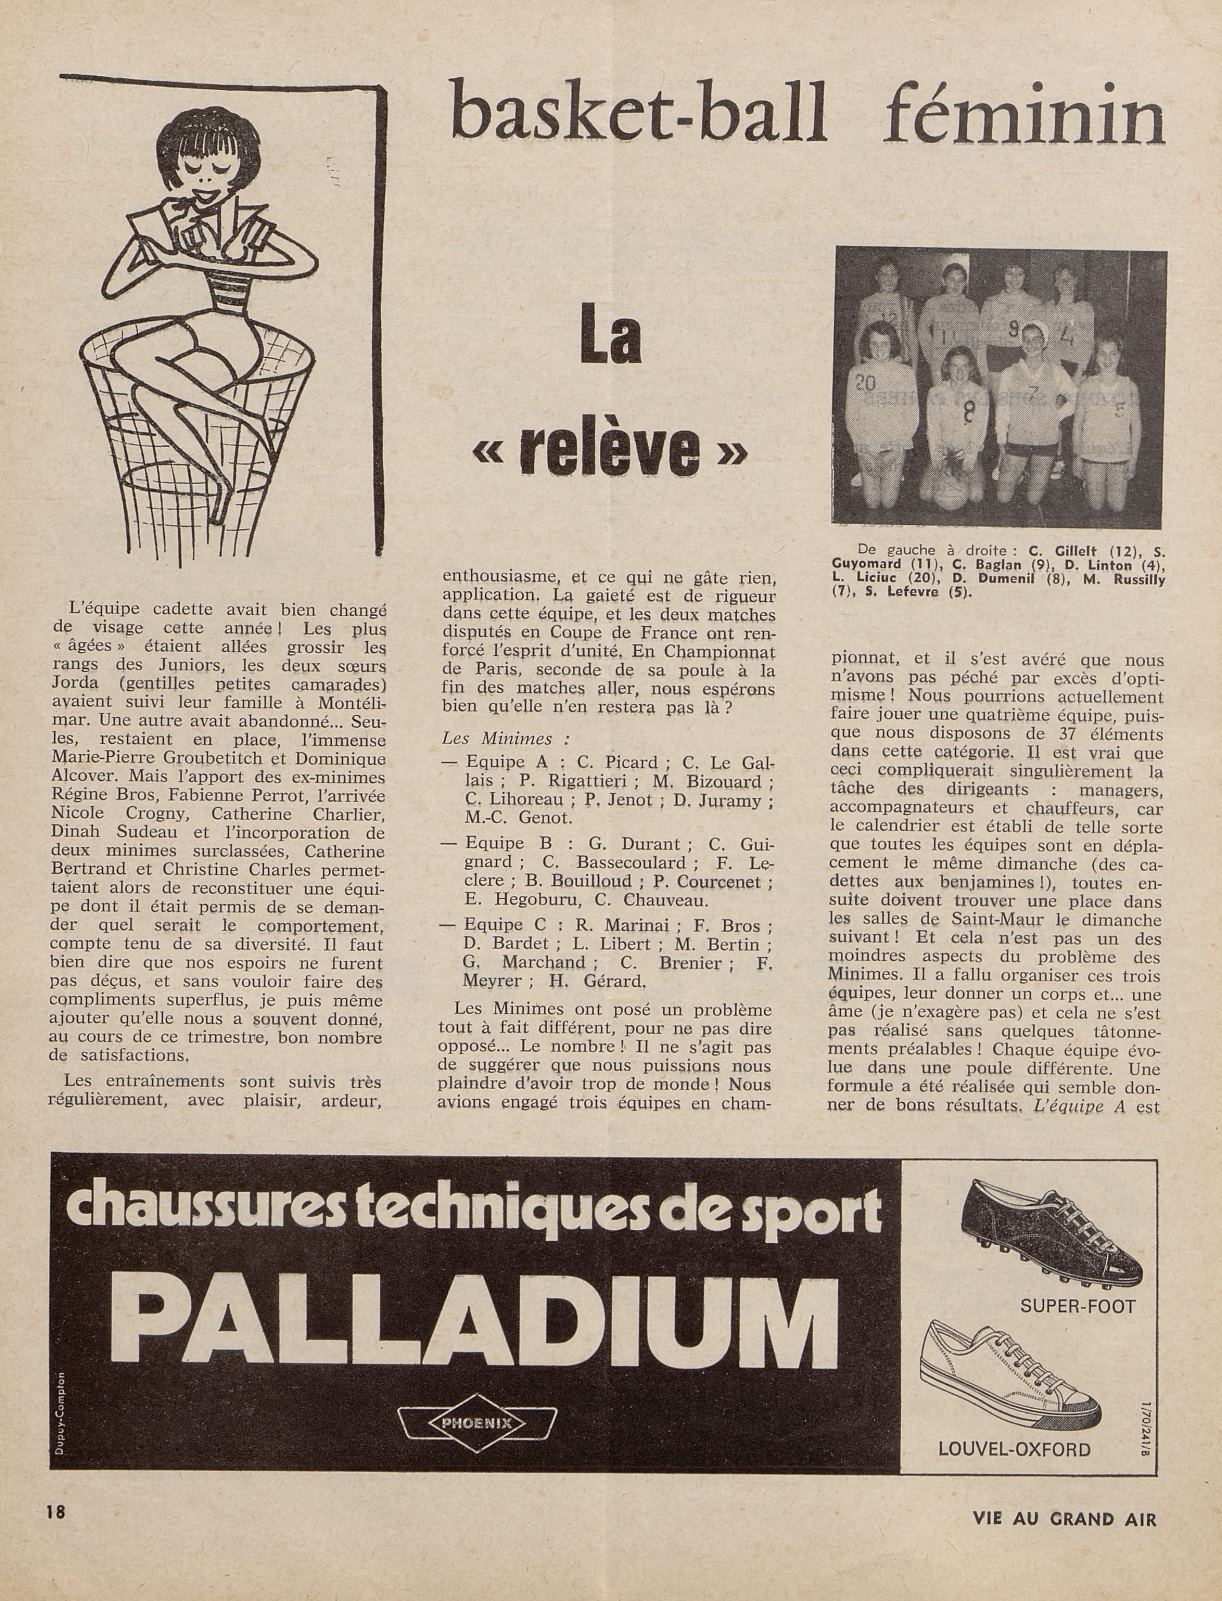 basket-ball féminin
La
« relève »
De gauche à droite : C. Gillelt (12), S.
Guyomard (11), C. Baglan (9), D. Linton (4),
L. Liciuc (20), D. Dumenil (8), M. Russilly
(7), S. Lefevre (5).
L'équipe cadette avait bien changé
de visage cette année ! Les plus
« âgées » étaient allées grossir les
rangs des Juniors, les deux sœurs
Jorda (gentilles petites camarades)
avaient suivi leur famille à Montéli-
mar. Une autre avait abandonné... Seu-
les, restaient en place, l'immense
Marie-Pierre Groubetitch et Dominique
Alcover. Mais l'apport des ex-minimes
Régine Bros, Fabienne Perrot, l'arrivée
Nicole Crogny, Catherine Charlier,
Dinah Sudeau et l'incorporation de
deux minimes surclassées, Catherine
Bertrand et Christine Charles permet-
taient alors de reconstituer une équi-
pe dont il était permis de se deman-
der quel serait le comportement,
compte tenu de sa diversité. Il faut
bien dire que nos espoirs ne furent
pas déçus, et sans vouloir faire des
compliments superflus, je puis même
ajouter qu'elle nous a souvent donné,
au cours de ce trimestre, bon nombre
de satisfactions.
Les entraînements sont suivis très
régulièrement, avec plaisir, ardeur,
enthousiasme, et ce qui ne gâte rien,
application. La gaieté est de rigueur
dans cette équipe, et les deux matches
disputés en Coupe de France ont ren-
forcé l'esprit d'unité. En Championnat
de Paris, seconde de sa poule à la
fin des matches aller, nous espérons
bien qu'elle n'en restera pas là ?
Les Minimes :
— Equipe A : C. Picard ; C. Le Gal-
lais ; P. Rigattieri ; M. Bizouard ;
C. Lihoreau ; P. Jenot ; D. Juramy ;
M.-C. Genot.
— Equipe B : G. Durant ; C. Gui-
gnard ; C. Bassecoulard ; F. Le-
clere ; B. Bouilloud ; P. Courcenet ;
E. Hegoburu, C. Chauveau.
— Equipe C : R. Marinai ; F. Bros ;
D. Bardet ; L. Libert ; M. Bertin ;
G. Marchand ; C. Brenier ; F.
Meyrer ; H. Gérard.
Les Minimes ont posé un problème
tout à fait différent, pour ne pas dire
opposé... Le nombre ! Il ne s'agit pas
de suggérer que nous puissions nous
plaindre d'avoir trop de monde ! Nous
avions engagé trois équipes en cham-
pionnat, et il s'est avéré que nous
n'avons pas péché par excès d'opti-
misme ! Nous pourrions actuellement
faire jouer une quatrième équipe, puis-
que nous disposons de 37 éléments
dans cette catégorie. Il est vrai que
ceci compliquerait singulièrement la
tâche des dirigeants : managers,
accompagnateurs et chauffeurs, car
le calendrier est établi de telle sorte
que toutes les équipes sont en dépla-
cement le même dimanche (des ca-
dettes aux benjamines !), toutes en-
suite doivent trouver une place dans
les salles de Saint-Maur le dimanche
suivant ! Et cela n'est pas un des
moindres aspects du problème des
Minimes. Il a fallu organiser ces trois
équipes, leur donner un corps et... une
âme (je n'exagère pas) et cela ne s'est
pas réalisé sans quelques tâtonne-
ments préalables ! Chaque équipe évo-
lue dans une poule différente. Une
formule a été réalisée qui semble don-
ner de bons résultats. L'équipe A est
chaussures techniques de sport
PALLADIUM
PHOENIX
Dupuy-Compton
SUPER-FOOT
LOUVEL-OXFORD
1/70/241/B
18
VIE AU GRAND AIR
12
11
9
4
20
8
7
5